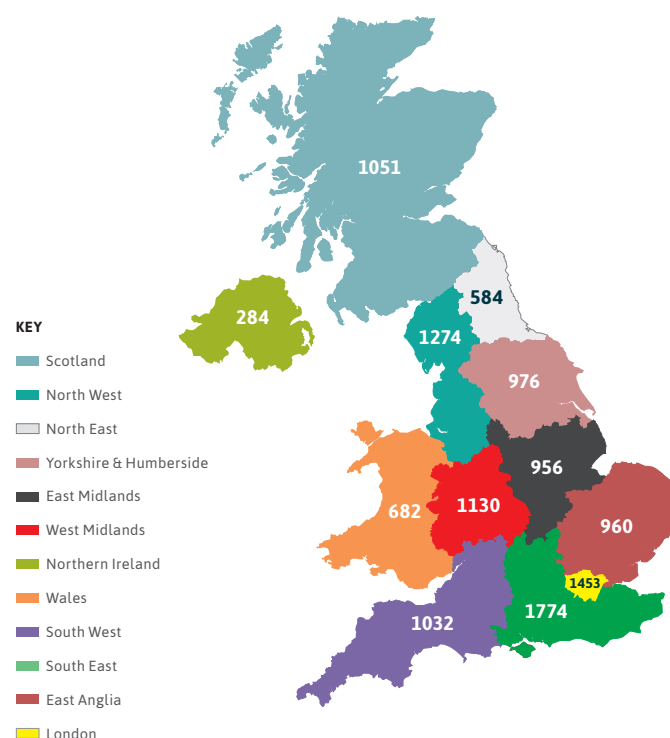 1051
584
284
1274
KEY
Scotland
976
North West
North East
Yorkshire & Humberside
956
East Midlands
682
1130
960
West Midlands
Northern Ireland
1453
Wales
1774
1032
South West
South East
East Anglia
London